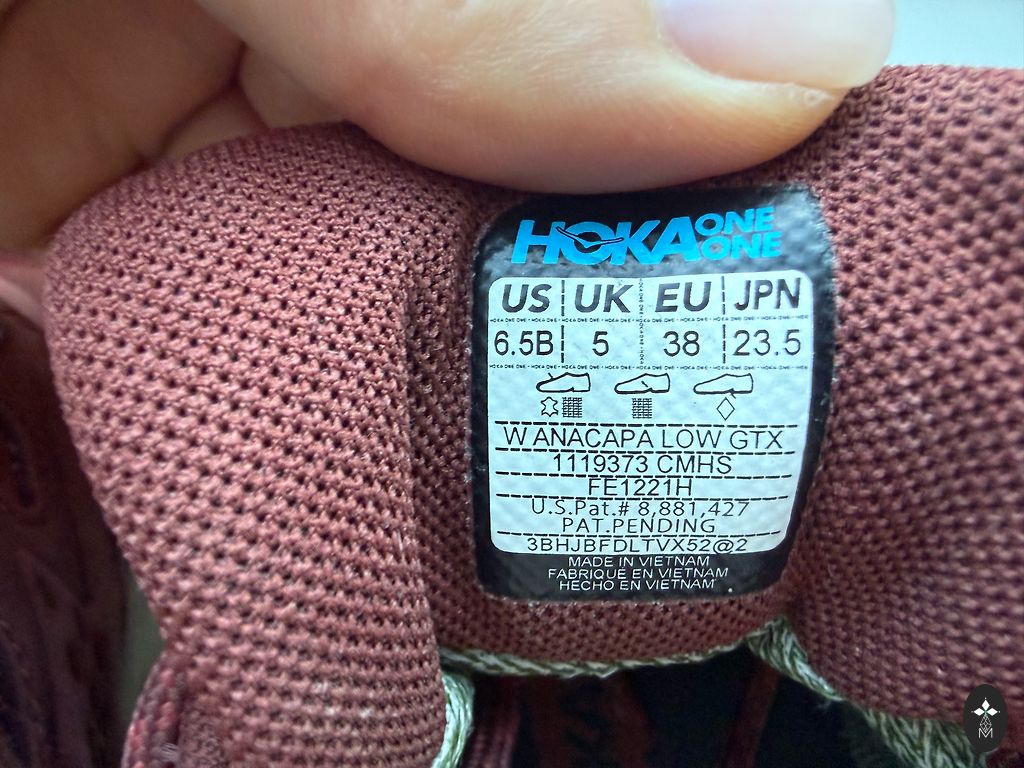 HOKA ONE ONE
US UK EU JPN
6.5B 5 38 23.5
W ANACAPA LOW GTX
1119373 CMHS
FE1221H
U.S.Pat.# 8,881,427
PAT.PENDING
3BHJBFDLTVX52@2
MADE IN VIETNAM
FABRIQUÉ EN VIETNAM
HECHO EN VIETNAM